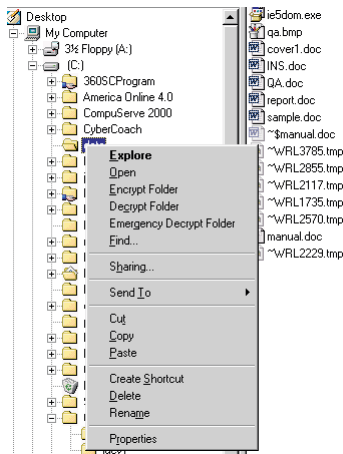 Desktop
My Computer
3½ Floppy (A:)
(C:)
360SCProgram
America Online 4.0
CompuServe 2000
CyberCoach
Explore
Open
Encrypt Folder
Decrypt Folder
Emergency Decrypt Folder
Find...
Sharing...
Send To
Cut
Copy
Paste
Create Shortcut
Delete
Rename
Properties
ie5dom.exe
qa.bmp
cover1.doc
INS.doc
QA.doc
report.doc
sample.doc
~$manual.doc
~WRL3785.tmp
~WRL2855.tmp
~WRL2117.tmp
~WRL1735.tmp
~WRL2570.tmp
manual.doc
~WRL2229.tmp